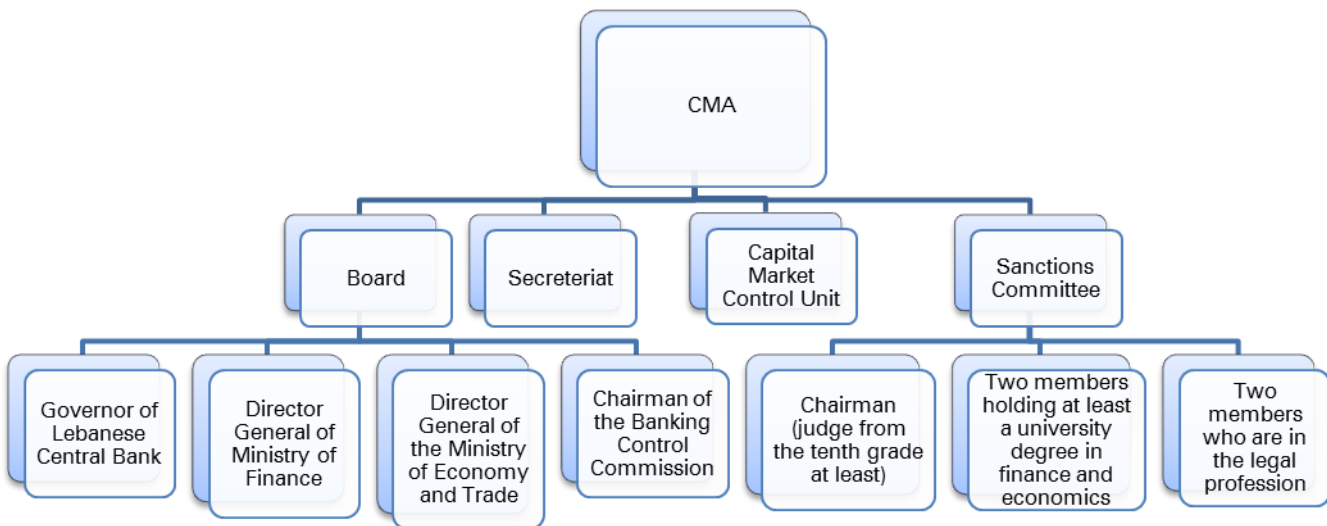 CMA
Board
Secreteriat
Capital
Market
Control Unit
Sanctions
Committee
Governor of
Lebanese
Central Bank
Director
General of
Ministry of
Finance
Director
General of
the Ministry
of Economy
and Trade
Chairman of
the Banking
Control
Commission
Chairman
(judge from
the tenth grade
at least)
Two members
holding at least
a university
degree in
finance and
economics
Two
members
who are in
the legal
profession